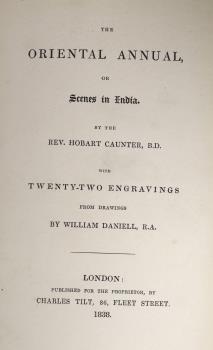 THE
ORIENTAL ANNUAL,
OR
Scenes in India.
BY THE
REV. HOBART CAUNTER, B.D.
WITH
TWENTY-TWO ENGRAVINGS
FROM DRAWINGS
BY WILLIAM DANIELL, R.A.
LONDON:
PUBLISHED FOR THE PROPRIETOR, BY
CHARLES TILT, 86, FLEET STREET.
1838.